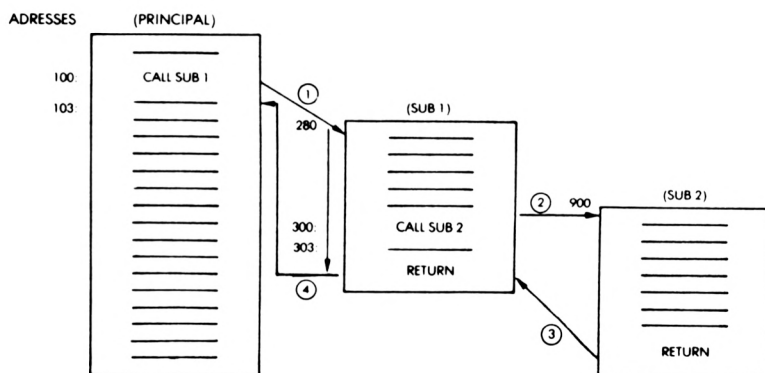 ADRESSES (PRINCIPAL)
100: CALL SUB 1
103:
1
280
(SUB 1)
300: CALL SUB 2
303:
RETURN
4
2 900
(SUB 2)
3
RETURN